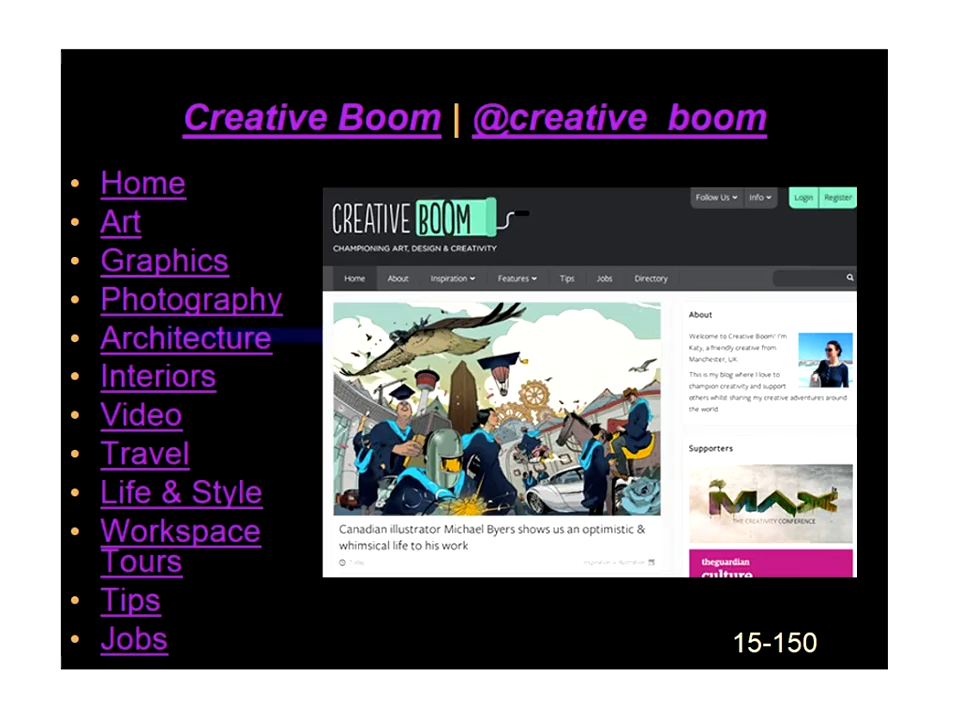 Creative Boom | @creative_boom
• Home
• Art
• Graphics
• Photography
• Architecture
• Interiors
• Video
• Travel
• Life & Style
• Workspace
Tours
• Tips
• Jobs
CREATIVE BOOM
CHAMPIONING ART, DESIGN & CREATIVITY
Follow Us Info Login Register
Home About Inspiration Features Tips Jobs Directory
Canadian illustrator Michael Byers shows us an optimistic &
whimsical life to his work
About
Welcome to Creative Boom! I'm
Katy, a friendly creative from
Manchester, UK.
This is my blog where I love to
champion creativity and support
others whilst sharing my creative adventures around
the world.
Supporters
MAX
THE CREATIVITY CONFERENCE
theguardian
culture
15-150